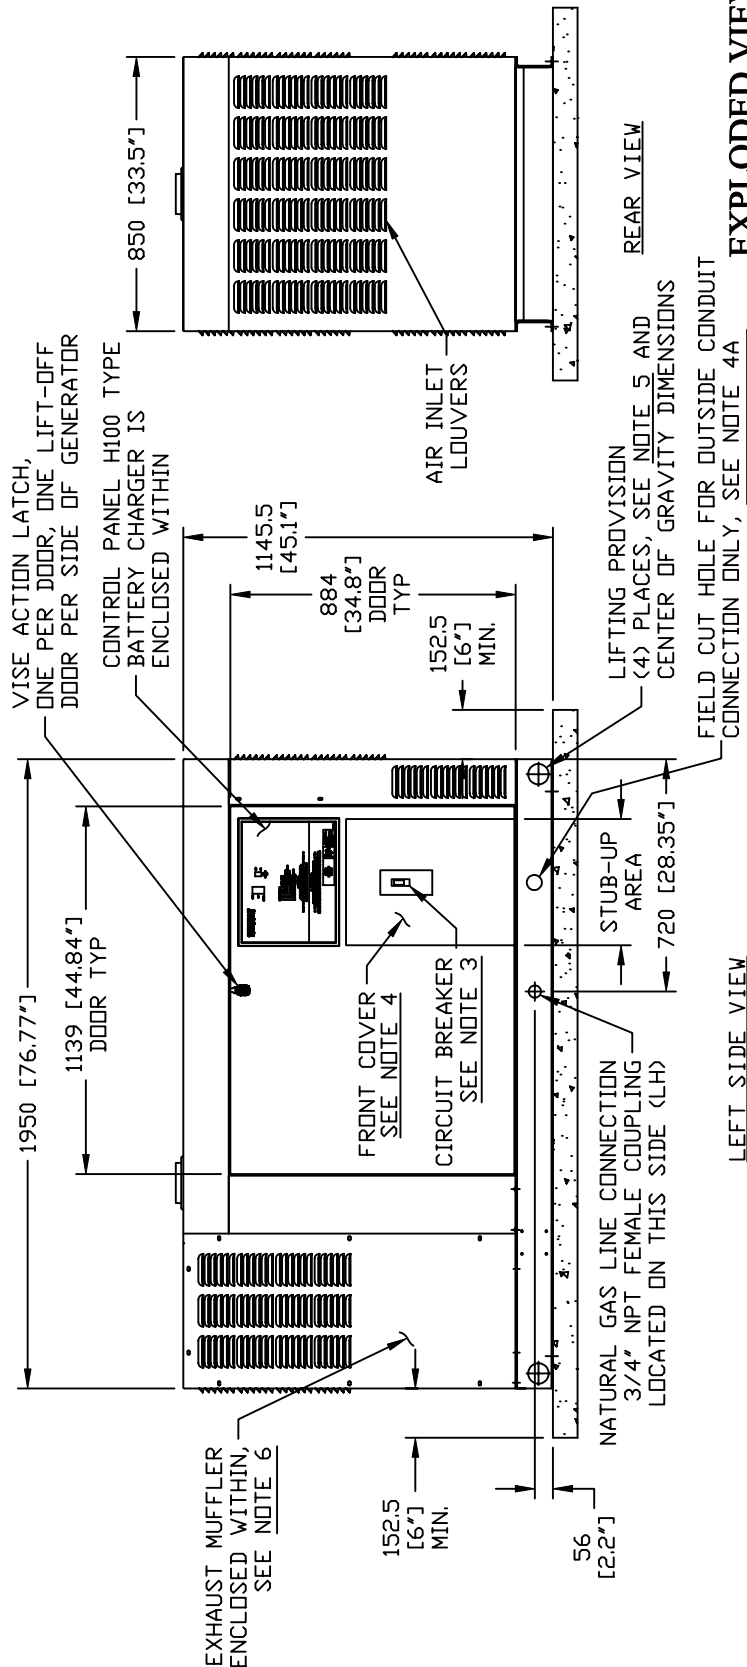 1950 [76.77"]
1139 [44.84"]
DOOR TYP
VISE ACTION LATCH,
ONE PER DOOR, ONE LIFT-OFF
DOOR PER SIDE OF GENERATOR
CONTROL PANEL H100 TYPE
BATTERY CHARGER IS
ENCLOSED WITHIN
850 [33.5"]
EXHAUST MUFFLER
ENCLOSED WITHIN,
SEE NOTE 6
FRONT COVER
SEE NOTE 4
CIRCUIT BREAKER
SEE NOTE 3
1145.5
[45.1"]
884
[34.8"]
DOOR
TYP
152.5
[6"]
MIN.
AIR INLET
LOUVERS
152.5
[6"]
MIN.
56
[2.2"]
NATURAL GAS LINE CONNECTION
3/4" NPT FEMALE COUPLING
LOCATED ON THIS SIDE (LH)
STUB-UP
AREA
720 [28.35"]
LIFTING PROVISION
(4) PLACES, SEE NOTE 5 AND
CENTER OF GRAVITY DIMENSIONS
FIELD CUT HOLE FOR OUTSIDE CONDUIT
CONNECTION ONLY, SEE NOTE 4A
REAR VIEW
LEFT SIDE VIEW
EXPLODED VIE